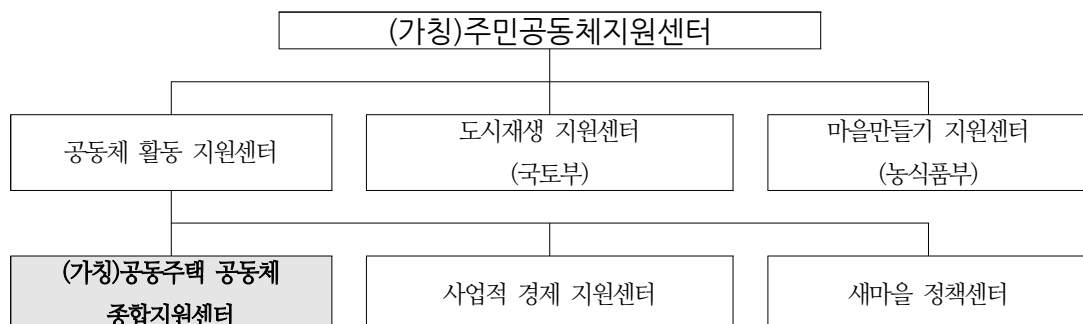 (가칭)주민공동체지원센터
공동체 활동 지원센터
도시재생 지원센터
(국토부)
마을만들기 지원센터
(농식품부)
(가칭)공동주택 공동체
종합지원센터
사업적 경제 지원센터
새마을 정책센터